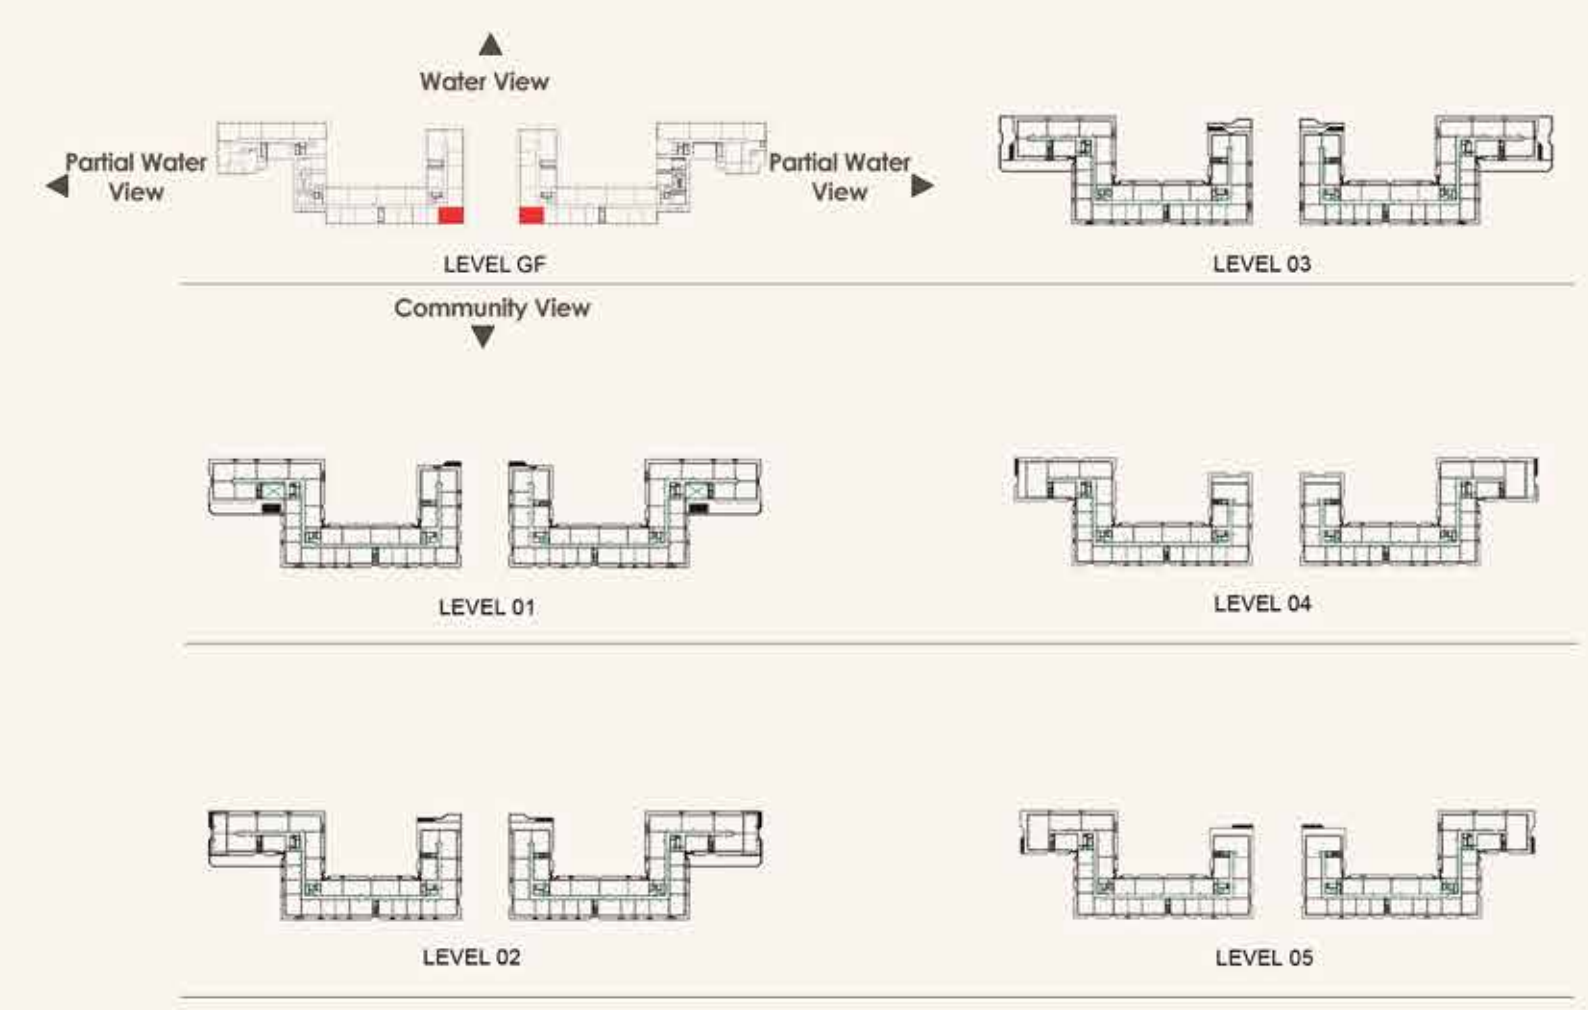 Water View
Partial Water
View
Partial Water
View
LEVEL GF
LEVEL 03
Community View
LEVEL 01
LEVEL 04
LEVEL 02
LEVEL 05